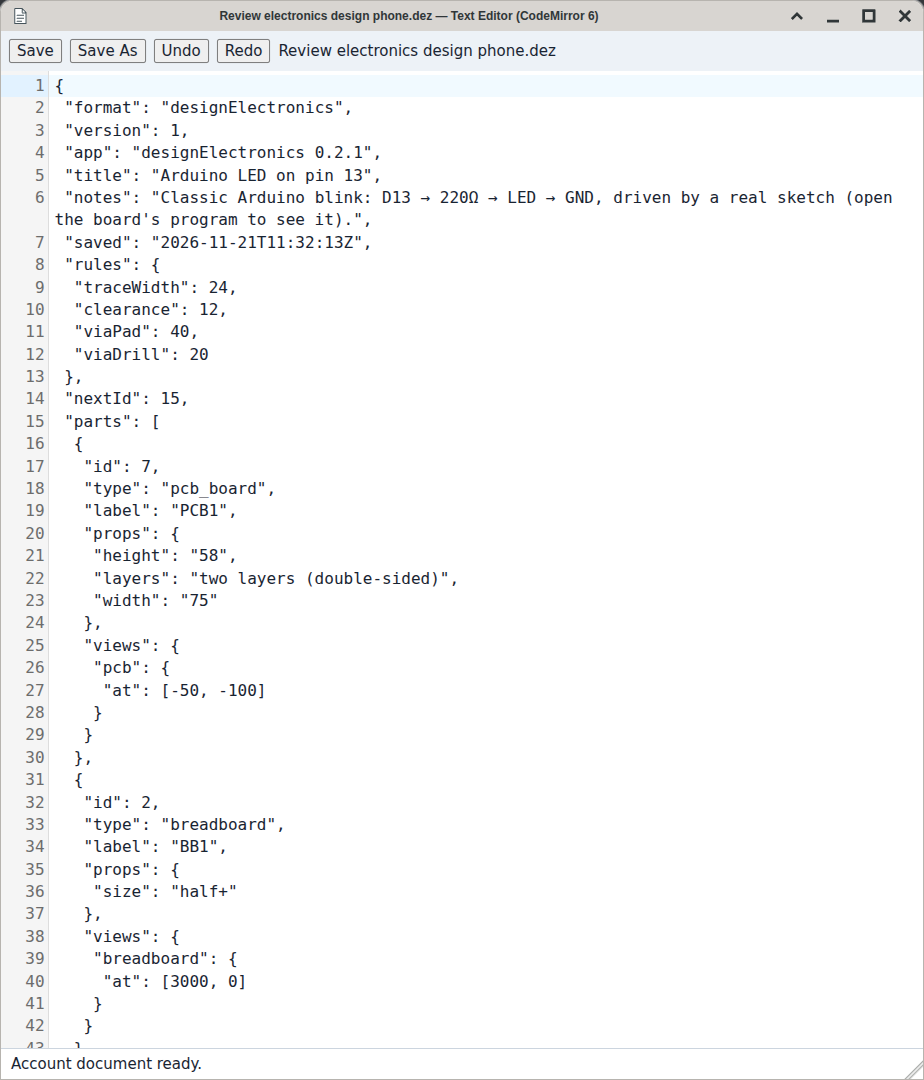 Review electronics design phone.dez — Text Editor (CodeMirror 6)
Save Save As Undo Redo Review electronics design phone.dez
1 {
2  "format": "designElectronics",
3  "version": 1,
4  "app": "designElectronics 0.2.1",
5  "title": "Arduino LED on pin 13",
6  "notes": "Classic Arduino blink: D13 → 220Ω → LED → GND, driven by a real sketch (open
the board's program to see it).",
7  "saved": "2026-11-21T11:32:13Z",
8  "rules": {
9   "traceWidth": 24,
10   "clearance": 12,
11   "viaPad": 40,
12   "viaDrill": 20
13  },
14  "nextId": 15,
15  "parts": [
16   {
17    "id": 7,
18    "type": "pcb_board",
19    "label": "PCB1",
20    "props": {
21     "height": "58",
22     "layers": "two layers (double-sided)",
23     "width": "75"
24    },
25    "views": {
26     "pcb": {
27      "at": [-50, -100]
28     }
29    }
30   },
31   {
32    "id": 2,
33    "type": "breadboard",
34    "label": "BB1",
35    "props": {
36     "size": "half+"
37    },
38    "views": {
39     "breadboard": {
40      "at": [3000, 0]
41     }
42    }
43   }
Account document ready.